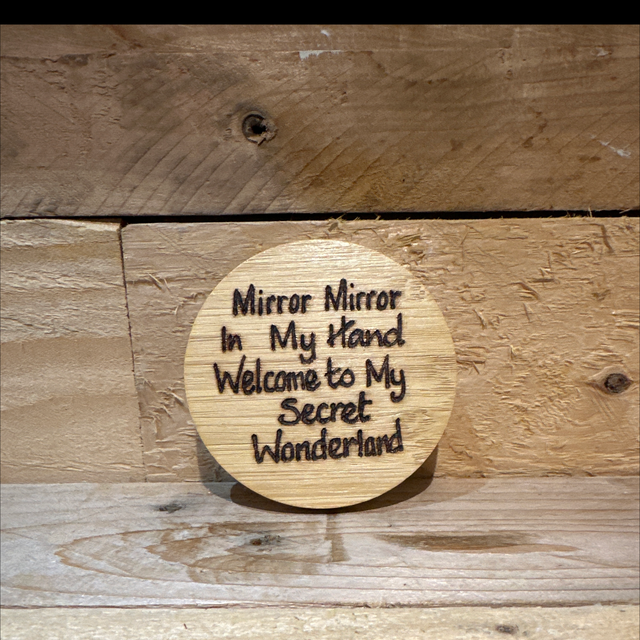 Mirror Mirror
In My Hand
Welcome to My
Secret
Wonderland